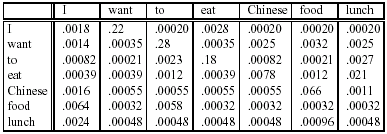 I want to eat Chinese food lunch
I .0018 .22 .00020 .0028 .00020 .00020 .00020
want .0014 .00035 .28 .00035 .0025 .0032 .0025
to .00082 .00021 .0023 .18 .00082 .00021 .0027
eat .00039 .00039 .0012 .00039 .0078 .0012 .021
Chinese .0016 .00055 .00055 .00055 .00055 .066 .0011
food .0064 .00032 .0058 .00032 .00032 .00032 .00032
lunch .0024 .00048 .00048 .00048 .00048 .00096 .00048